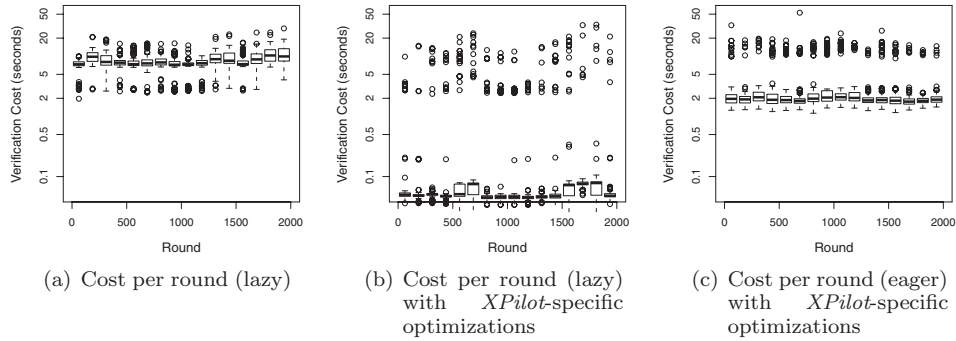 50
20
5
2
0.5
0.1
Verification Cost (seconds)
0 500 1000 1500 2000
Round
(a) Cost per round (lazy)
50
20
5
2
0.5
0.1
Verification Cost (seconds)
0 500 1000 1500 2000
Round
(b) Cost per round (lazy)
with XPilot-specific
optimizations
50
20
5
2
0.5
0.1
Verification Cost (seconds)
0 500 1000 1500 2000
Round
(c) Cost per round (eager)
with XPilot-specific
optimizations